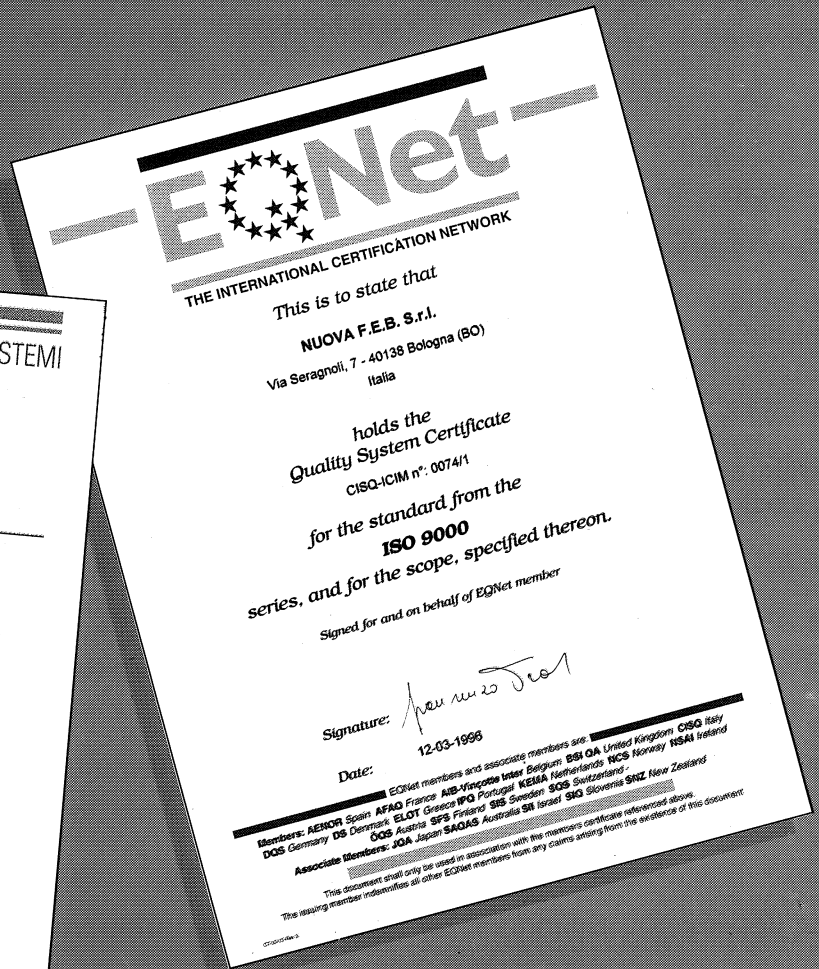 EQNet
THE INTERNATIONAL CERTIFICATION NETWORK
This is to state that
NUOVA F.E.B. S.r.l.
Via Seragnoli, 7 - 40138 Bologna (BO)
Italia
holds the
Quality System Certificate
CISQ-ICIM n°: 0074/1
for the standard from the
ISO 9000
series, and for the scope, specified thereon.
Signed for and on behalf of EQNet member
Signature:
Date: 12-03-1996
EQNet members and associate members are:
Members: AENOR Spain AFAQ France AIB-Vinçotte Inter Belgium BSI QA United Kingdom CISQ Italy
DQS Germany DS Denmark ELOT Greece IPQ Portugal KEMA Netherlands NCS Norway NSAI Ireland
ÖQS Austria SFS Finland SIS Sweden SQS Switzerland -
Associate Members: JQA Japan SAQAS Australia SII Israel SIQ Slovenia SNZ New Zealand
This document shall only be used in association with the members certificate referenced above.
The issuing member indemnifies all other EQNet members from any claims arising from the existence of this document
STEMI